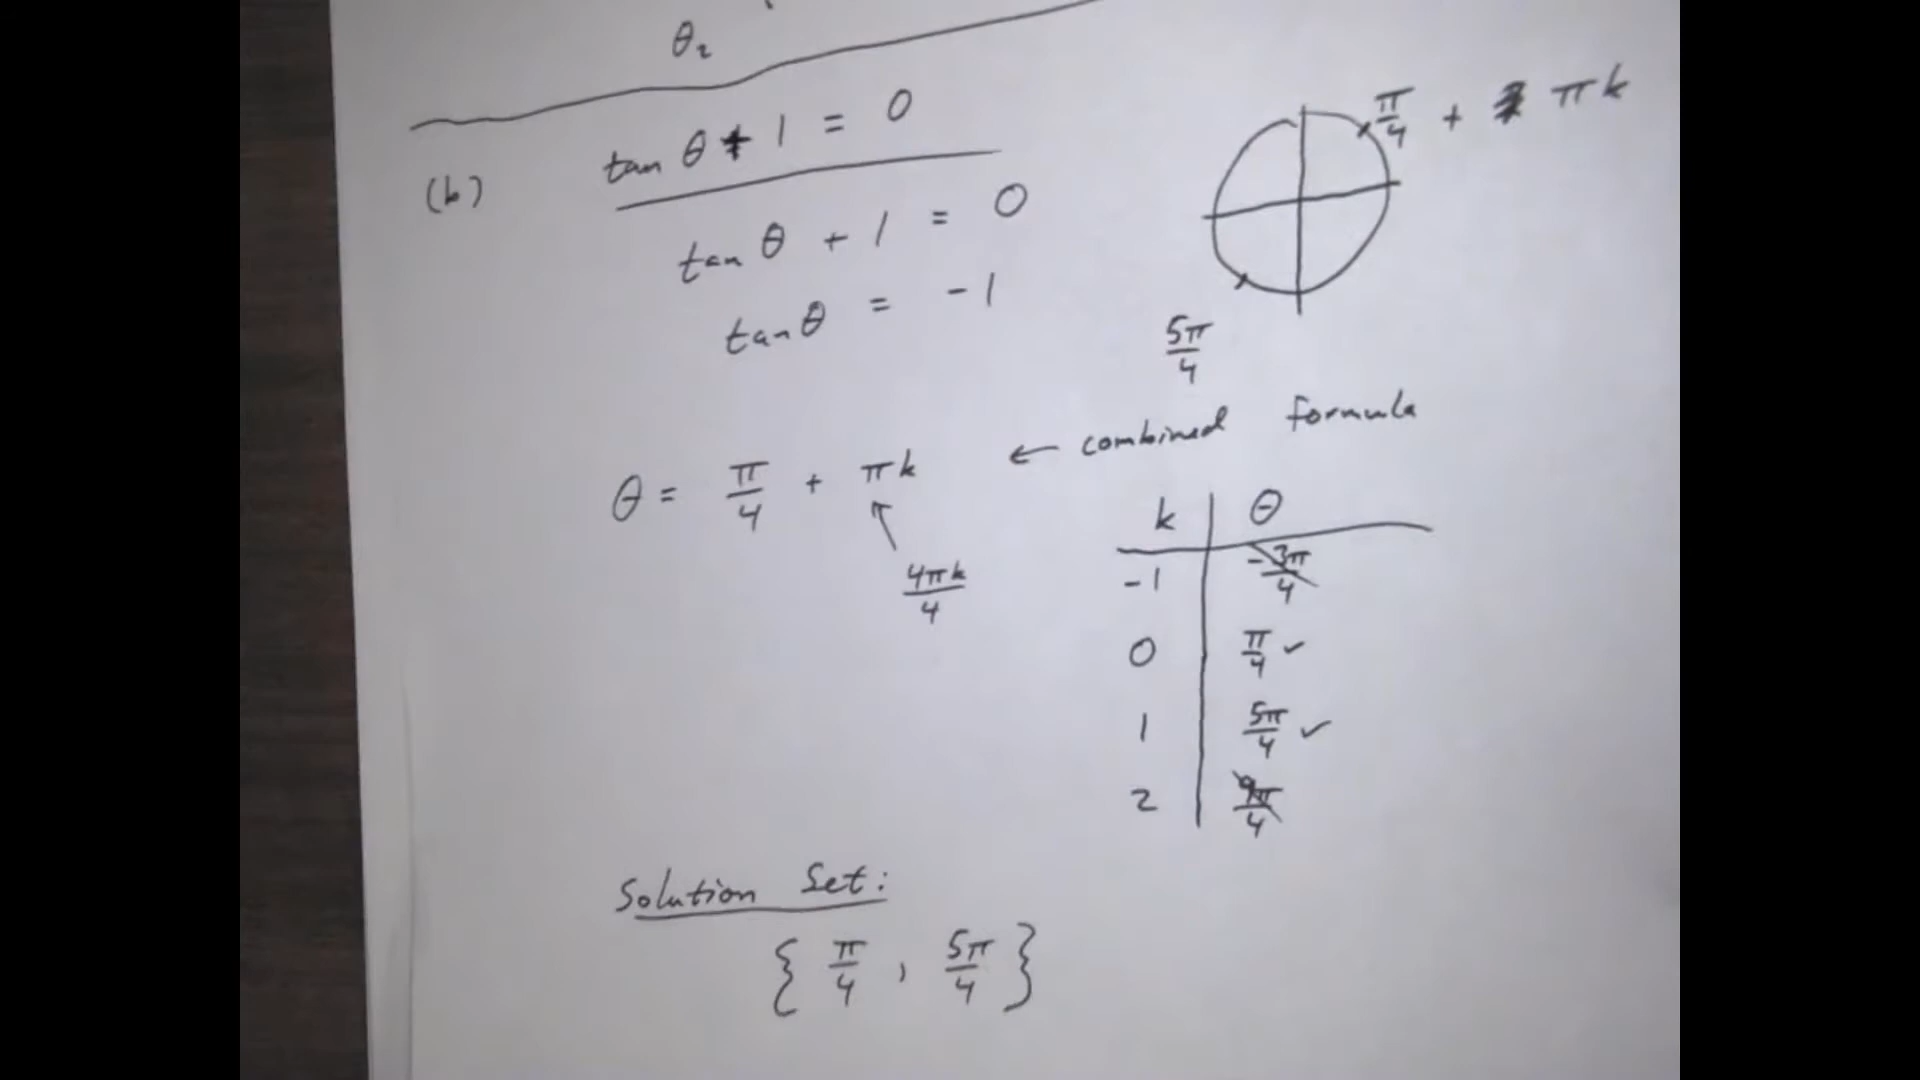 θ₂
(b) tan θ + 1 = 0
π/4 + πk
tan θ + 1 = 0
tan θ = -1
5π/4
θ = π/4 + πk ← combined formula
4πk/4
k θ
-1 -3π/4
0 π/4 ✓
1 5π/4 ✓
2 9π/4
Solution Set:
{ π/4 , 5π/4 }